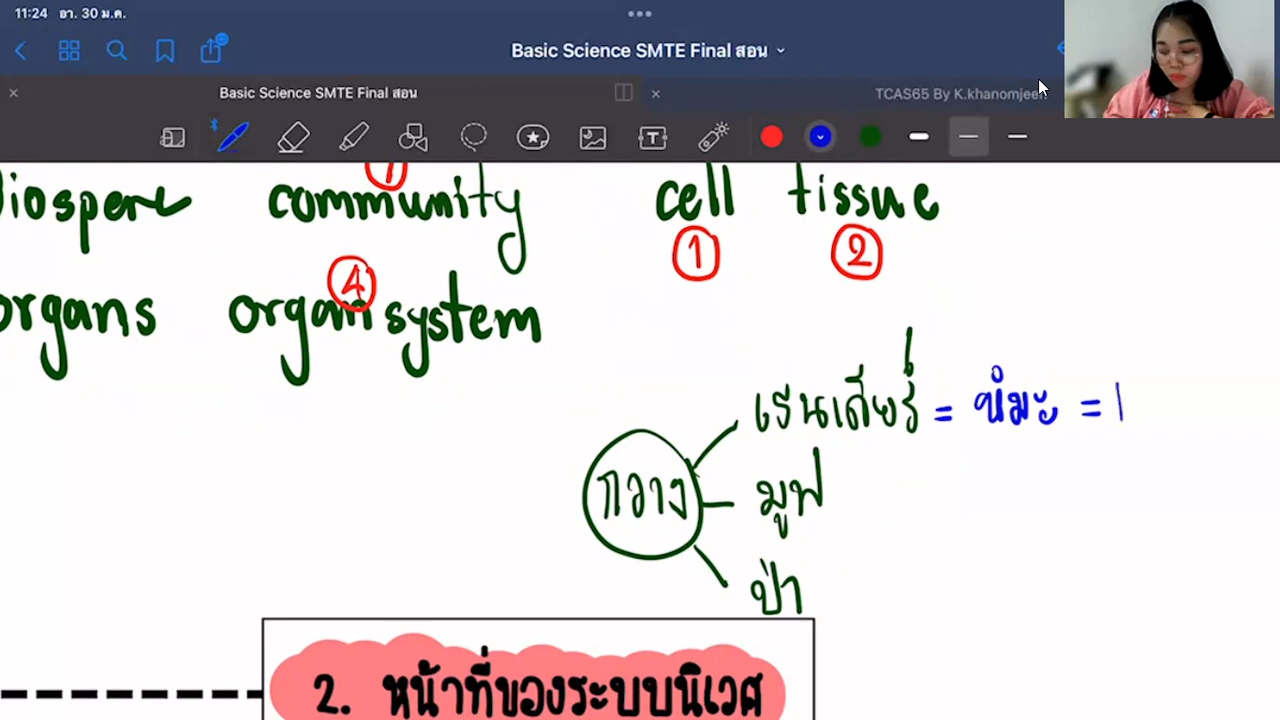 11:24 อา. 30 ม.ค.
Basic Science SMTE Final สอน
Basic Science SMTE Final สอน
TCAS65 By K.khanomjeen
diospere community cell tissue
1 2
4
organs organ system
เรนเดียร์ = หิมะ = 1
กวาง
มูฟ
ป่า
2. หน้าที่ของระบบนิเวศ